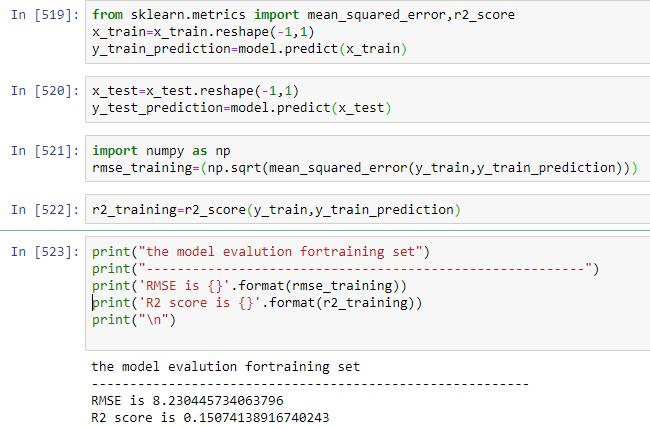 In [519]: from sklearn.metrics import mean_squared_error,r2_score
x_train=x_train.reshape(-1,1)
y_train_prediction=model.predict(x_train)
In [520]: x_test=x_test.reshape(-1,1)
y_test_prediction=model.predict(x_test)
In [521]: import numpy as np
rmse_training=(np.sqrt(mean_squared_error(y_train,y_train_prediction)))
In [522]: r2_training=r2_score(y_train,y_train_prediction)
In [523]: print("the model evalution fortraining set")
print("-------------------------------------------------------")
print('RMSE is {}'.format(rmse_training))
print('R2 score is {}'.format(r2_training))
print("\n")
the model evalution fortraining set
-------------------------------------------------------
RMSE is 8.230445734063796
R2 score is 0.15074138916740243